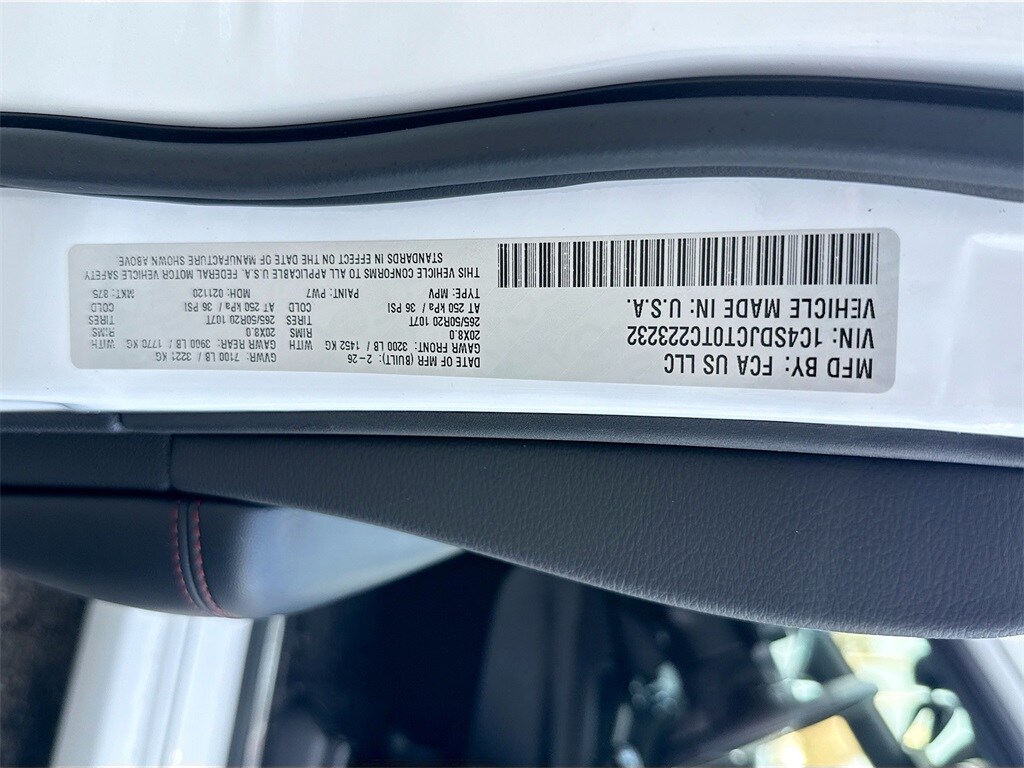 MFD BY: FCA US LLC
VIN: 1C4SDJCT0TC223232
VEHICLE MADE IN: U.S.A.
DATE OF MFR (BUILT): 2-26 GVWR: 7100 LB / 3221 KG
GAWR FRONT: 3200 LB / 1452 KG WITH GAWR REAR: 3900 LB / 1770 KG WITH
20X8.0 RIMS 20X8.0 RIMS
265/50R20 107T TIRES 265/50R20 107T TIRES
AT 250 kPa / 36 PSI COLD AT 250 kPa / 36 PSI COLD
TYPE: MPV PAINT: PW7 MDH: 021120 MKT: 875
THIS VEHICLE CONFORMS TO ALL APPLICABLE U.S.A. FEDERAL MOTOR VEHICLE SAFETY
STANDARDS IN EFFECT ON THE DATE OF MANUFACTURE SHOWN ABOVE